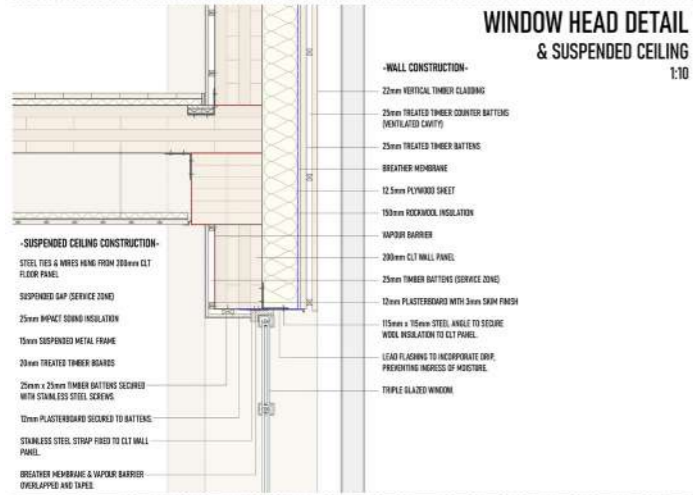 WINDOW HEAD DETAIL
& SUSPENDED CEILING
1:10
-WALL CONSTRUCTION-
22mm VERTICAL TIMBER CLADDING
25mm TREATED TIMBER COUNTER BATTENS
(VENTILATED CAVITY)
25mm TREATED TIMBER BATTENS
BREATHER MEMBRANE
12.5mm PLYWOOD SHEET
150mm ROCKWOOL INSULATION
VAPOUR BARRIER
200mm CLT WALL PANEL
25mm TIMBER BATTENS (SERVICE ZONE)
12mm PLASTERBOARD WITH 3mm SKIM FINISH
115mm x 115mm STEEL ANGLE TO SECURE
WOOL INSULATION TO CLT PANEL.
LEAD FLASHING TO INCORPORATE DRIP,
PREVENTING INGRESS OF MOISTURE.
TRIPLE GLAZED WINDOW.
-SUSPENDED CEILING CONSTRUCTION-
STEEL TIES & WIRES HUNG FROM 200mm CLT
FLOOR PANEL
SUSPENDED GAP (SERVICE ZONE)
25mm IMPACT SOUND INSULATION
15mm SUSPENDED METAL FRAME
20mm TREATED TIMBER BOARDS
25mm x 25mm TIMBER BATTENS SECURED
WITH STAINLESS STEEL SCREWS.
12mm PLASTERBOARD SECURED TO BATTENS.
STAINLESS STEEL STRAP FIXED TO CLT WALL
PANEL.
BREATHER MEMBRANE & VAPOUR BARRIER
OVERLAPPED AND TAPED.